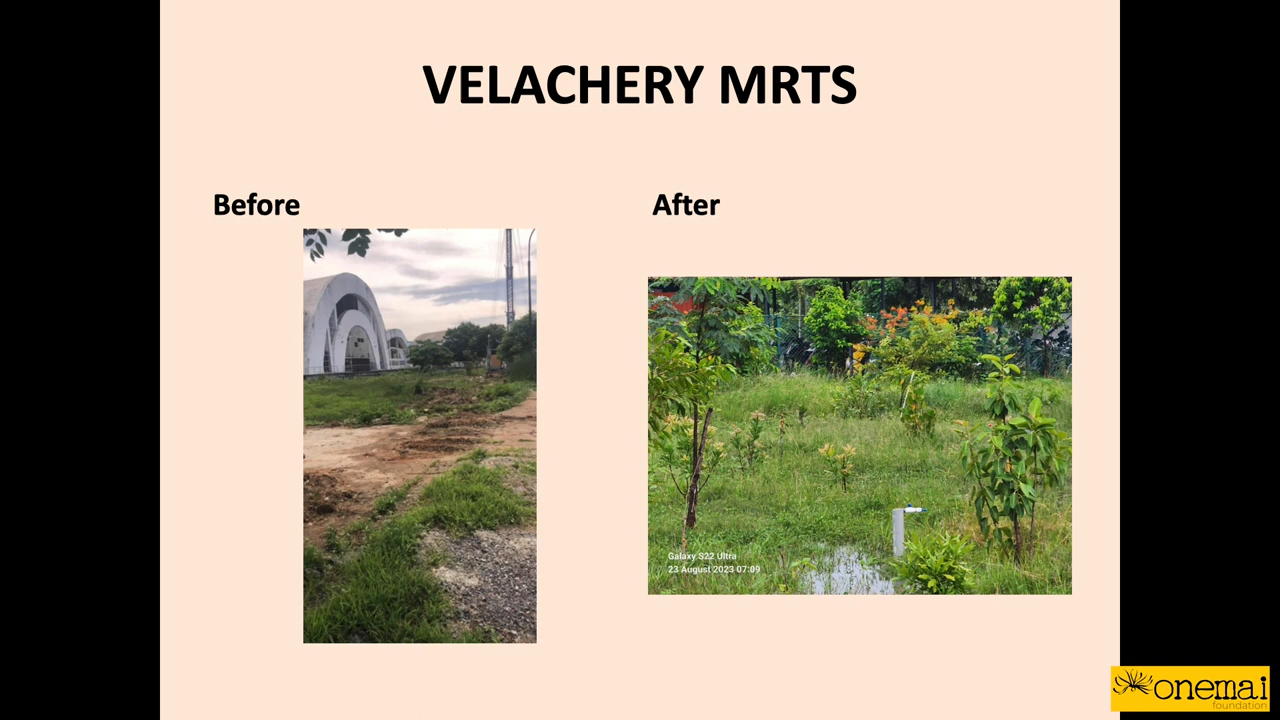 VELACHERY MRTS
Before
After
Galaxy S22 Ultra
23 August 2023 07:09
onemai
foundation